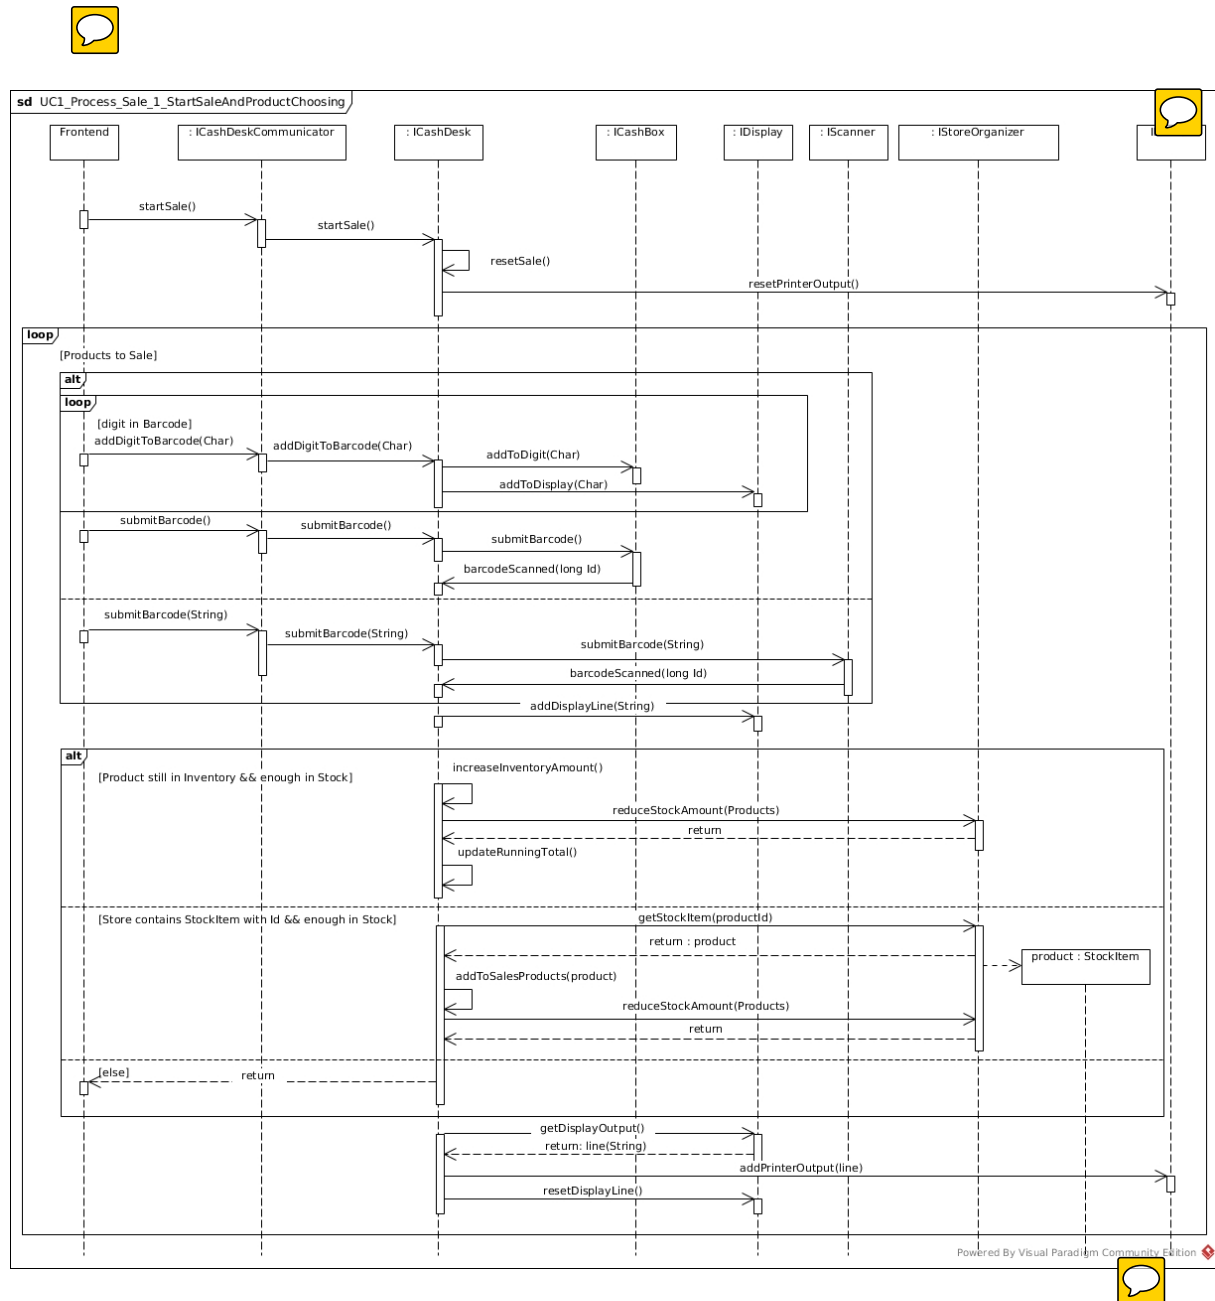 sd UC1_Process_Sale_1_StartSaleAndProductChoosing
Frontend
: ICashDeskCommunicator
: ICashDesk
: ICashBox
: IDisplay
: IScanner
: IStoreOrganizer
startSale()
startSale()
resetSale()
resetPrinterOutput()
loop
[Products to Sale]
alt
loop
[digit in Barcode]
addDigitToBarcode(Char)
addDigitToBarcode(Char)
addToDigit(Char)
addToDisplay(Char)
submitBarcode()
submitBarcode()
submitBarcode()
barcodeScanned(long Id)
submitBarcode(String)
submitBarcode(String)
submitBarcode(String)
barcodeScanned(long Id)
addDisplayLine(String)
alt
[Product still in Inventory && enough in Stock]
increaseInventoryAmount()
reduceStockAmount(Products)
return
updateRunningTotal()
[Store contains StockItem with Id && enough in Stock]
getStockItem(productId)
return : product
product : StockItem
addToSalesProducts(product)
reduceStockAmount(Products)
return
[else]
return
getDisplayOutput()
return: line(String)
addPrinterOutput(line)
resetDisplayLine()
Powered By Visual Paradigm Community Edition